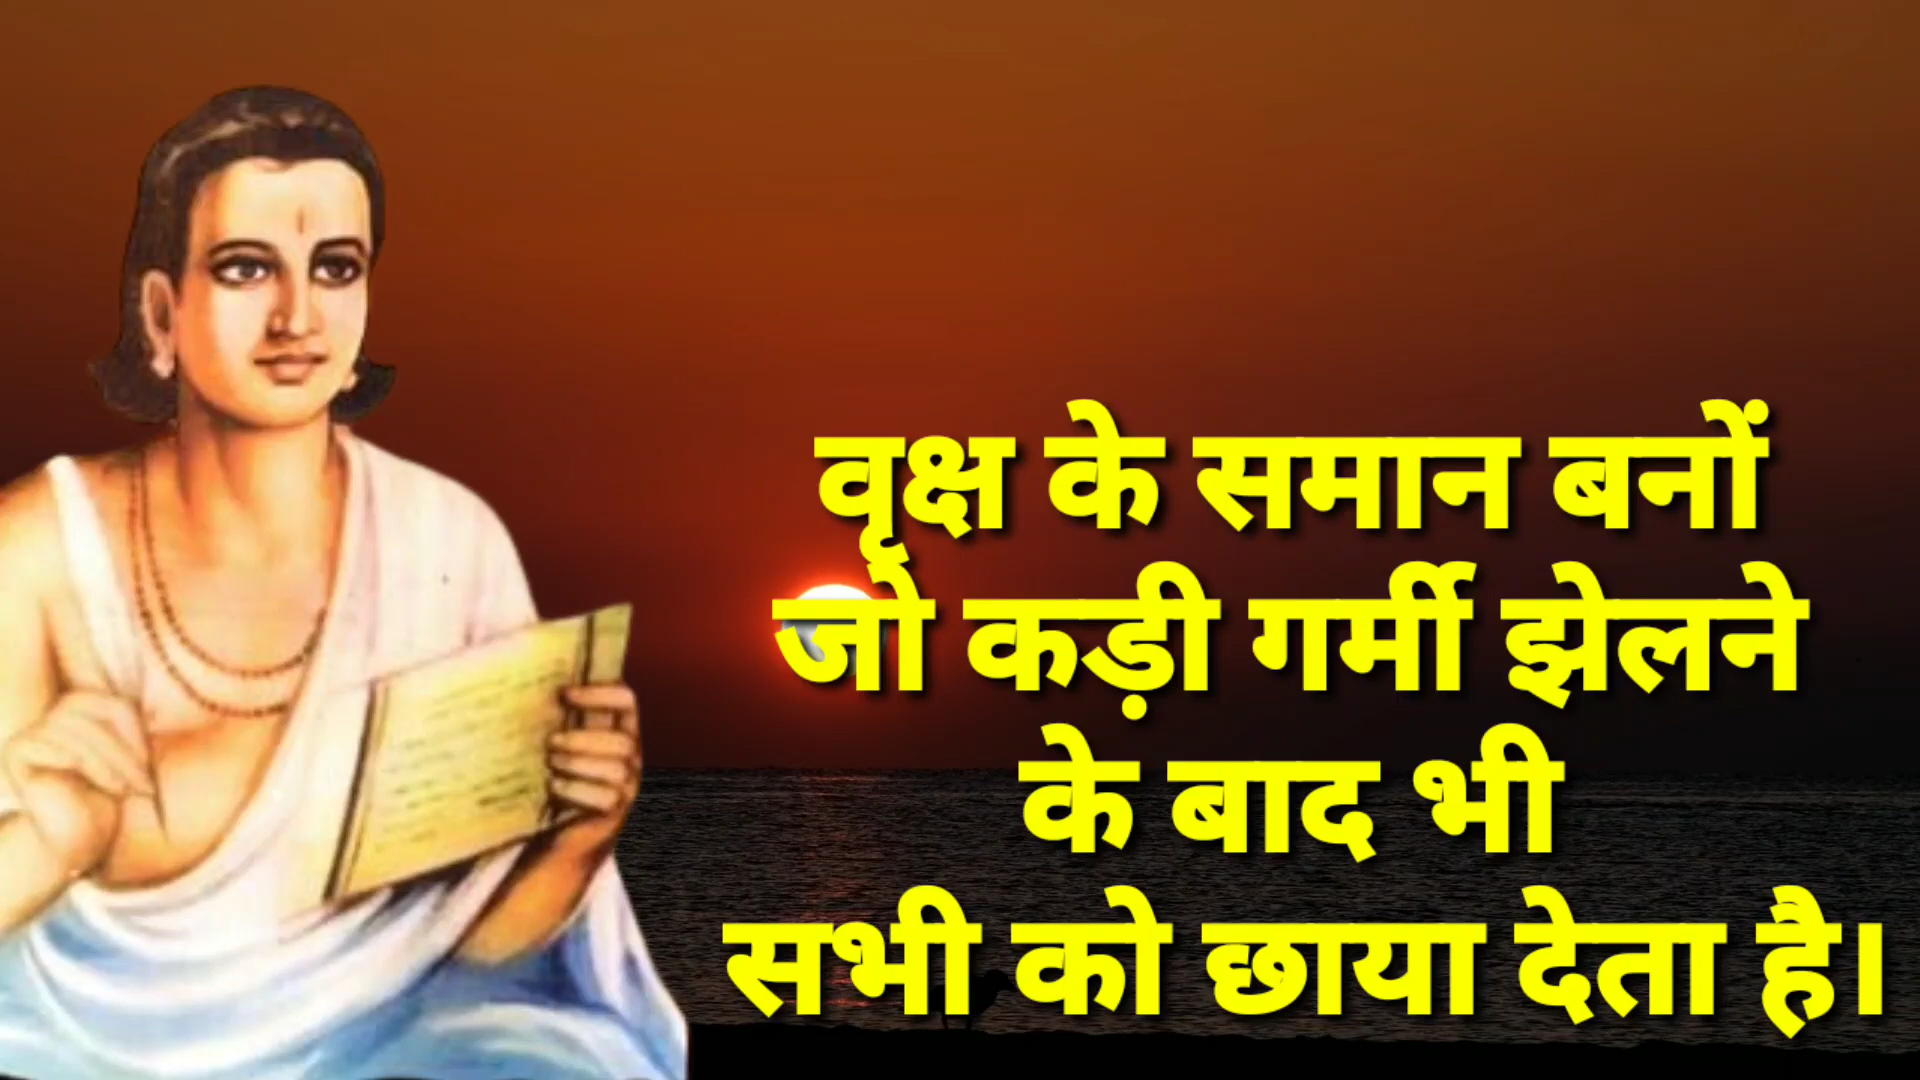 वृक्ष के समान बनों
जो कड़ी गर्मी झेलने
के बाद भी
सभी को छाया देता है।